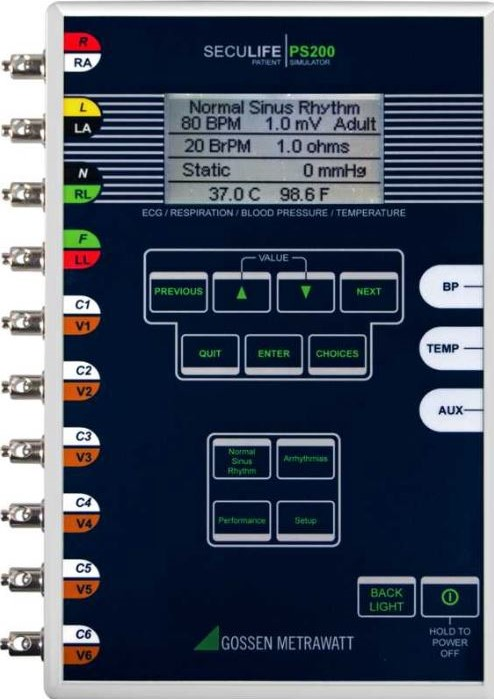 R
RA
SECULIFE PS200
PATIENT SIMULATOR
L
LA
Normal Sinus Rhythm
80 BPM 1.0 mV Adult
20 BrPM 1.0 ohms
Static 0 mmHg
37.0 C 98.6 F
N
RL
ECG / RESPIRATION / BLOOD PRESSURE / TEMPERATURE
F
LL
VALUE
PREVIOUS ▲ ▼ NEXT
BP
C1
V1
QUIT ENTER CHOICES
TEMP
C2
V2
AUX
C3
V3
Normal
Sinus
Rhythm
Arrhythmias
C4
V4
Performance Setup
C5
V5
BACK
LIGHT
HOLD TO
POWER
OFF
C6
V6
GOSSEN METRAWATT